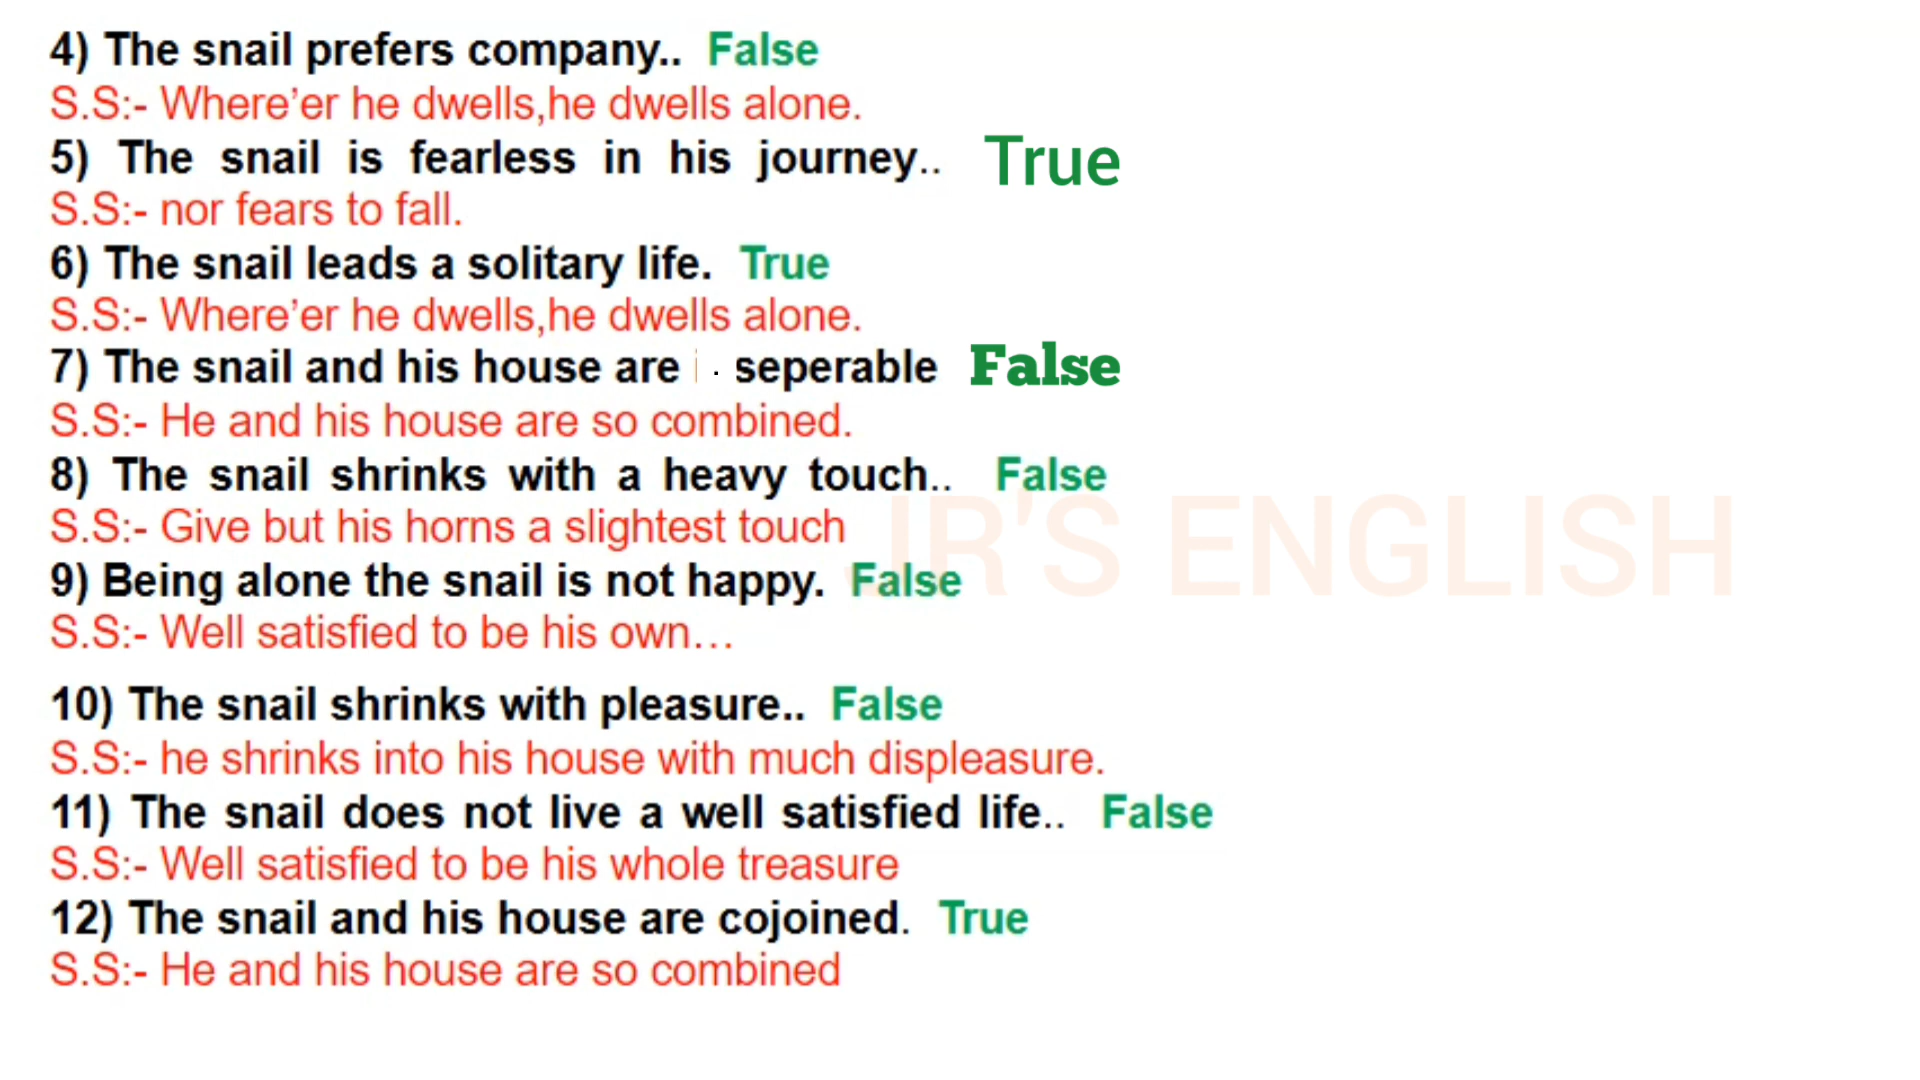 4) The snail prefers company.. False
S.S:- Where’er he dwells,he dwells alone.
5) The snail is fearless in his journey.. True
S.S:- nor fears to fall.
6) The snail leads a solitary life. True
S.S:- Where’er he dwells,he dwells alone.
7) The snail and his house are seperable False
S.S:- He and his house are so combined.
8) The snail shrinks with a heavy touch.. False
S.S:- Give but his horns a slightest touch
JR'S ENGLISH
9) Being alone the snail is not happy. False
S.S:- Well satisfied to be his own…
10) The snail shrinks with pleasure.. False
S.S:- he shrinks into his house with much displeasure.
11) The snail does not live a well satisfied life.. False
S.S:- Well satisfied to be his whole treasure
12) The snail and his house are cojoined. True
S.S:- He and his house are so combined